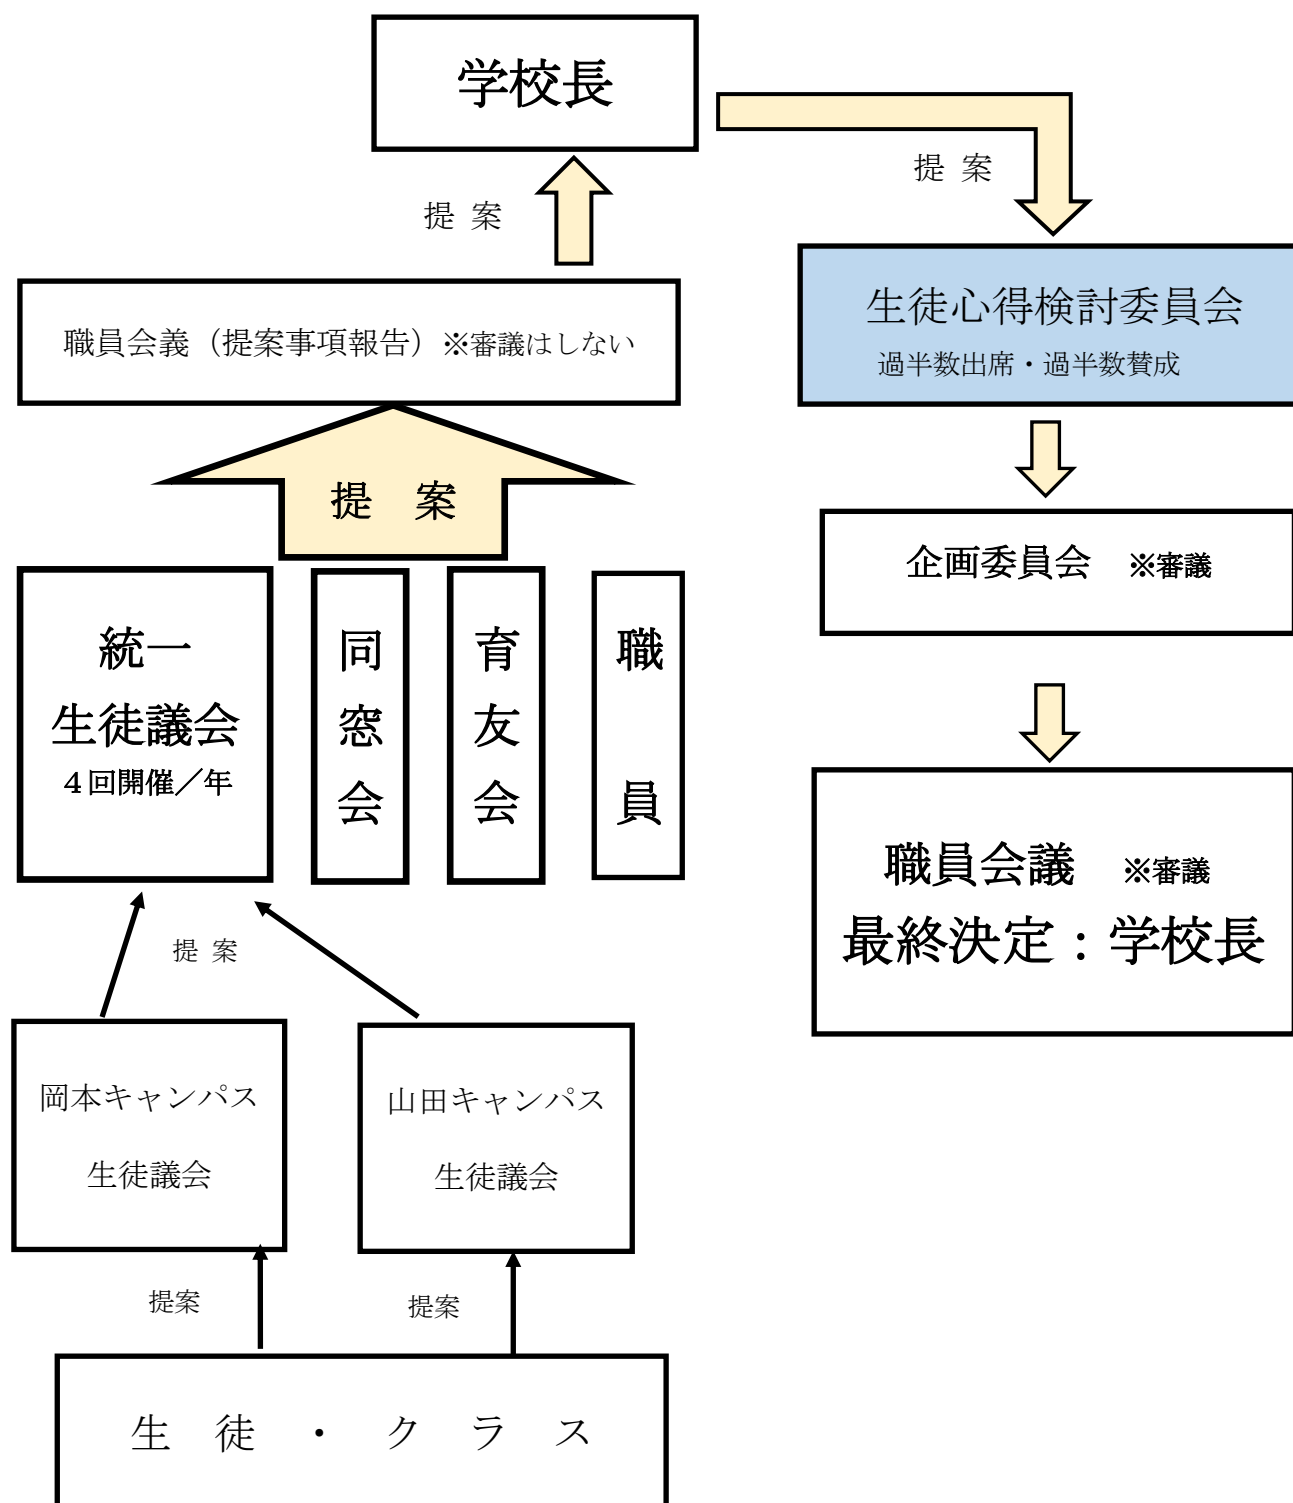 学校長
提 案
提 案
生徒心得検討委員会
過半数出席・過半数賛成
職員会議（提案事項報告）※審議はしない
提　案
企画委員会　※審議
統一
生徒議会
４回開催／年
同窓会
育友会
職員
職員会議　※審議
最終決定：学校長
提 案
岡本キャンパス
生徒議会
山田キャンパス
生徒議会
提案
提案
生　徒　・　ク　ラ　ス